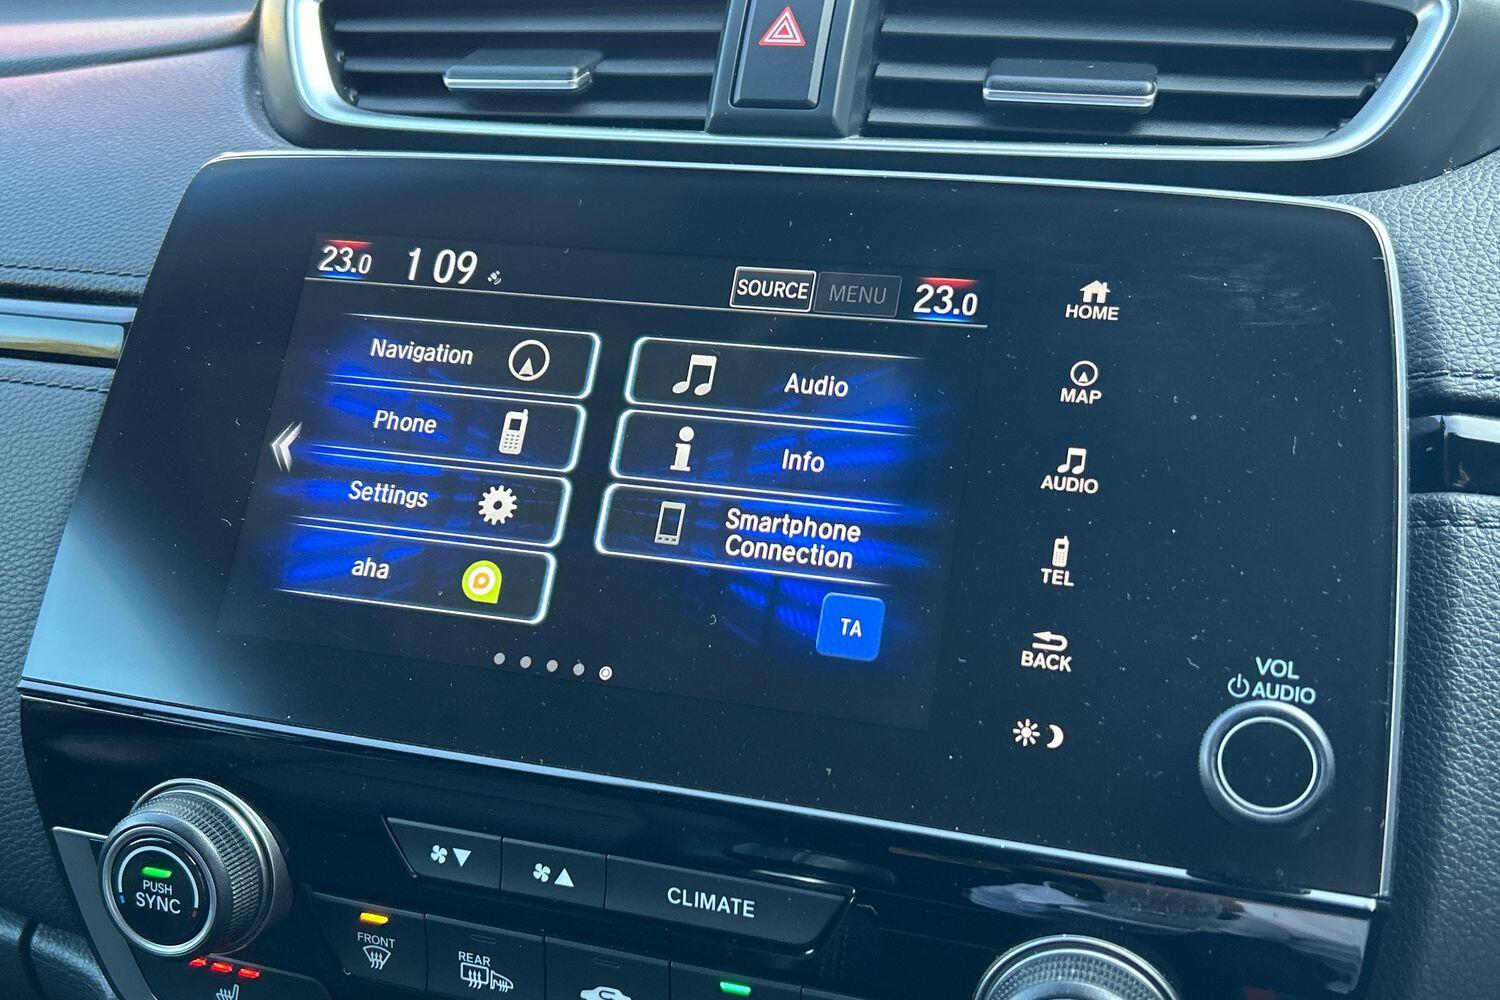 23.0 1 09 SOURCE MENU 23.0
Navigation
Audio
Phone
Info
Settings
Smartphone
Connection
aha
TA
HOME
MAP
AUDIO
TEL
BACK
VOL
AUDIO
PUSH
SYNC
CLIMATE
FRONT
REAR